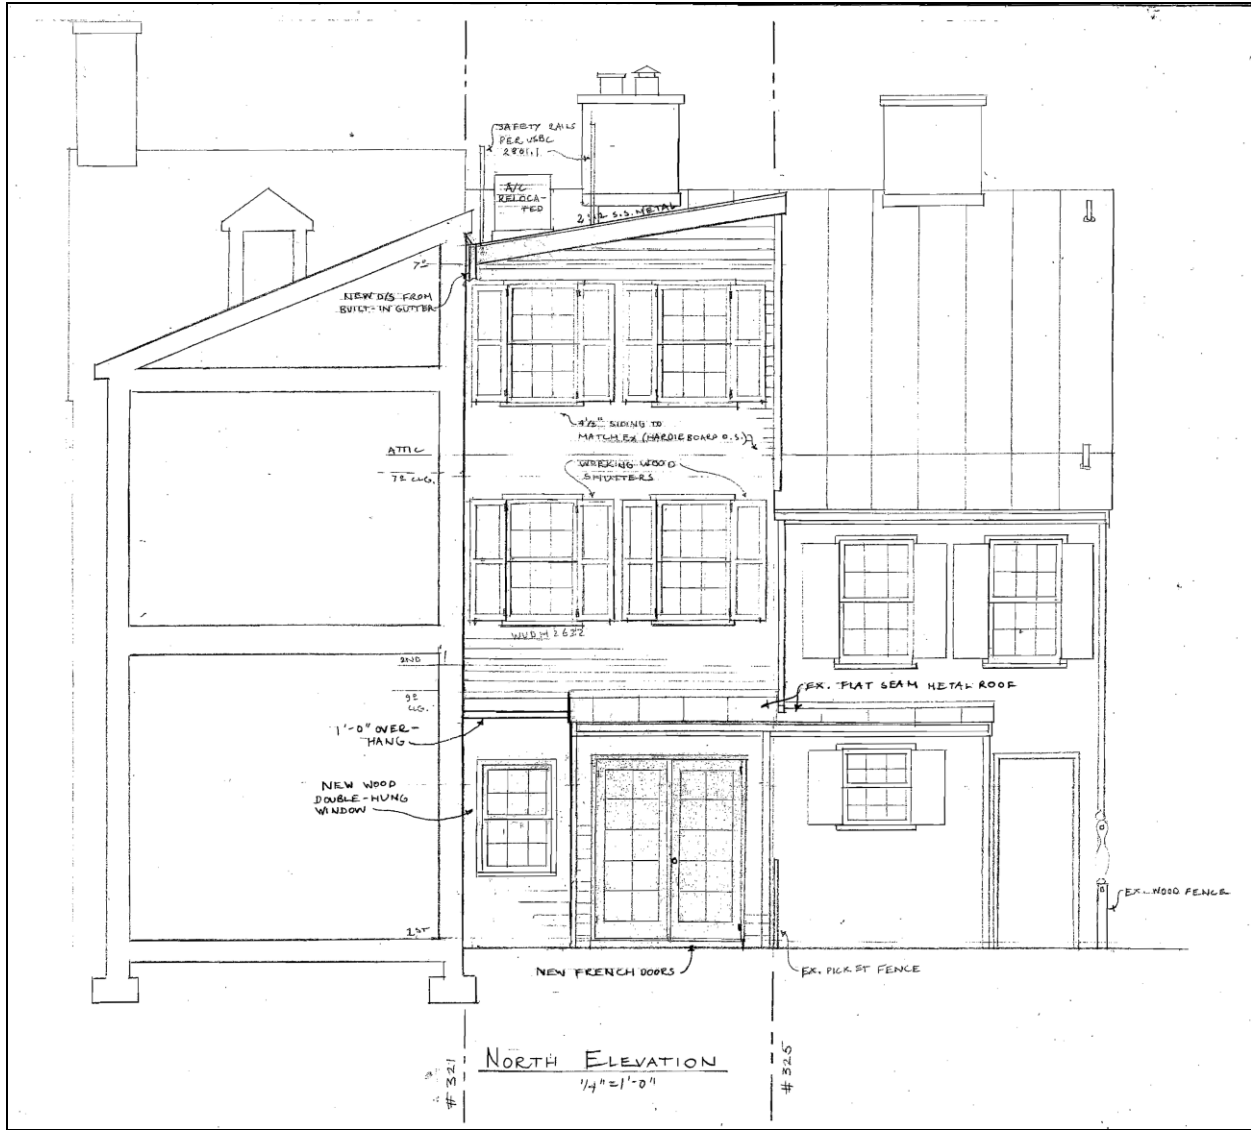 SAFETY RAILS
PER USBC
2801.1
A/C
RELOCA-
TED
2:12 S.S. METAL
7'
NEW D/S FROM
BUILT-IN GUTTER
4 1/2" SIDING TO
MATCH EX (HARDIEBOARD O.S.)
ATTIC
7'2 CLG.
WORKING WOOD
SHUTTERS
WUDH 2632
2ND
9'2
CLG.
EX. FLAT SEAM METAL ROOF
1'-0" OVER-
HANG
NEW WOOD
DOUBLE-HUNG
WINDOW
EX. WOOD FENCE
1ST
NEW FRENCH DOORS
EX. PICKET FENCE
NORTH ELEVATION
1/4"=1'-0"
#321
#325